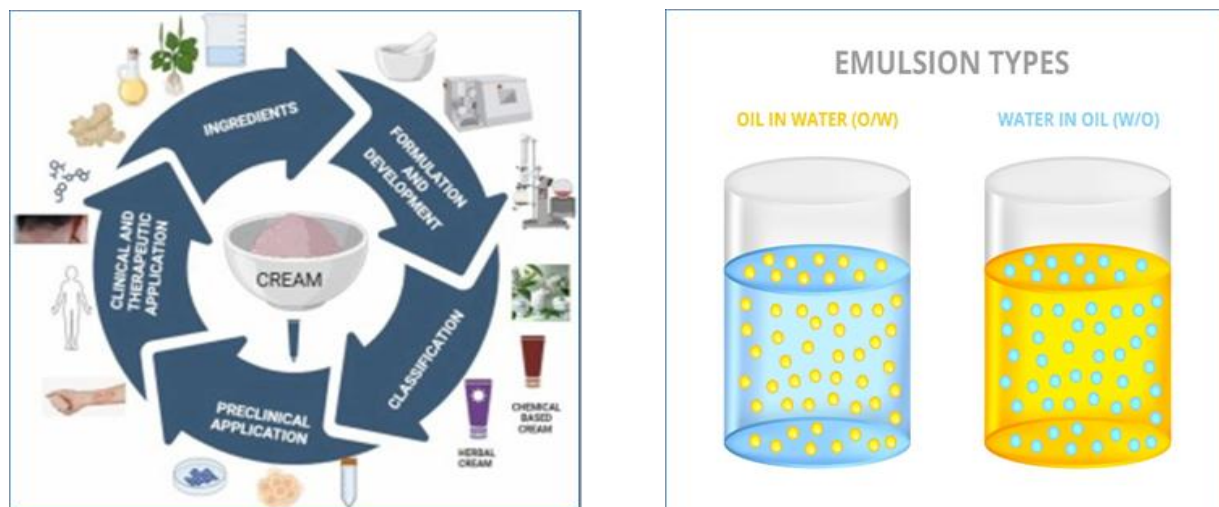 INGREDIENTS
FORMULATION
AND
DEVELOPMENT
CLASSIFICATION
PRECLINICAL
APPLICATION
CLINICAL AND
THERAPEUTIC
APPLICATION
CREAM
CHEMICAL
BASED
CREAM
HERBAL
CREAM
EMULSION TYPES
OIL IN WATER (O/W)
WATER IN OIL (W/O)